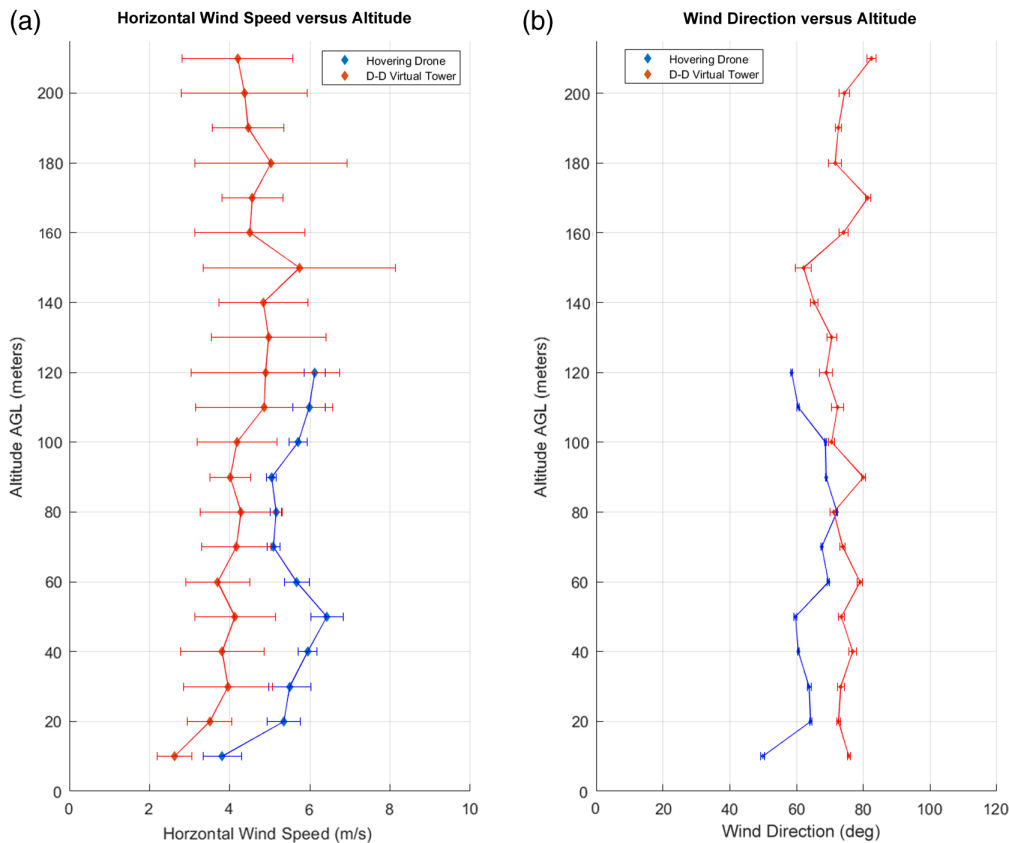 (a)
Horizontal Wind Speed versus Altitude
Hovering Drone
D-D Virtual Tower
200
180
160
140
120
100
80
60
40
20
0
Altitude AGL (meters)
0 2 4 6 8 10
Horzontal Wind Speed (m/s)
(b)
Wind Direction versus Altitude
Hovering Drone
D-D Virtual Tower
200
180
160
140
120
100
80
60
40
20
0
Altitude AGL (meters)
0 20 40 60 80 100 120
Wind Direction (deg)